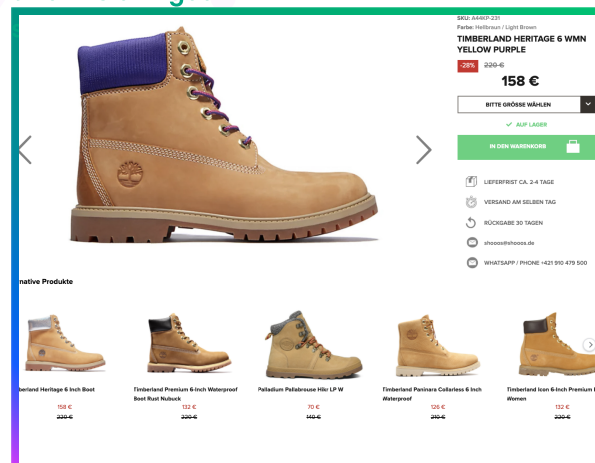 SKU: A44KP-231
Farbe: Hellbraun / Light Brown
TIMBERLAND HERITAGE 6 WMN
YELLOW PURPLE
-28% 220 €
158 €
BITTE GRÖSSE WÄHLEN
AUF LAGER
IN DEN WARENKORB
LIEFERFRIST CA. 2-4 TAGE
VERSAND AM SELBEN TAG
RÜCKGABE 30 TAGEN
shooos@shooos.de
WHATSAPP / PHONE +421 910 479 500
native Produkte
berland Heritage 6 Inch Boot
158 €
220 €
Timberland Premium 6-Inch Waterproof
Boot Rust Nubuck
132 €
220 €
Palladium Pallabrouse Hikr LP W
70 €
140 €
Timberland Paninara Collarless 6 Inch
Waterproof
126 €
210 €
Timberland Icon 6-Inch Premium
Women
132 €
220 €